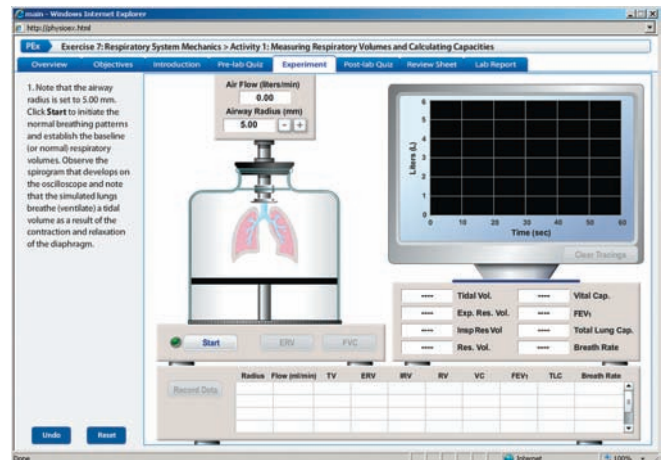 main - Windows Internet Explorer
http://physioex.html
PEx Exercise 7: Respiratory System Mechanics > Activity 1: Measuring Respiratory Volumes and Calculating Capacities
Overview Objectives Introduction Pre-lab Quiz Experiment Post-lab Quiz Review Sheet Lab Report
1. Note that the airway
radius is set to 5.00 mm.
Click Start to initiate the
normal breathing patterns
and establish the baseline
(or normal) respiratory
volumes. Observe the
spirogram that develops on
the oscilloscope and note
that the simulated lungs
breathe (ventilate) a tidal
volume as a result of the
contraction and relaxation
of the diaphragm.
Air Flow (liters/min)
0.00
Airway Radius (mm)
5.00 - +
Liters (L)
6
5
4
3
2
1
0
0 10 20 30 40 50 60
Time (sec)
Clear Tracings
---- Tidal Vol. ---- Vital Cap.
---- Exp. Res. Vol. ---- FEV₁
---- Insp Res Vol ---- Total Lung Cap.
---- Res. Vol. ---- Breath Rate
Start ERV FVC
Record Data
Radius Flow (ml/min) TV ERV IRV RV VC FEV₁ TLC Breath Rate
Undo Reset
Done Internet 100%